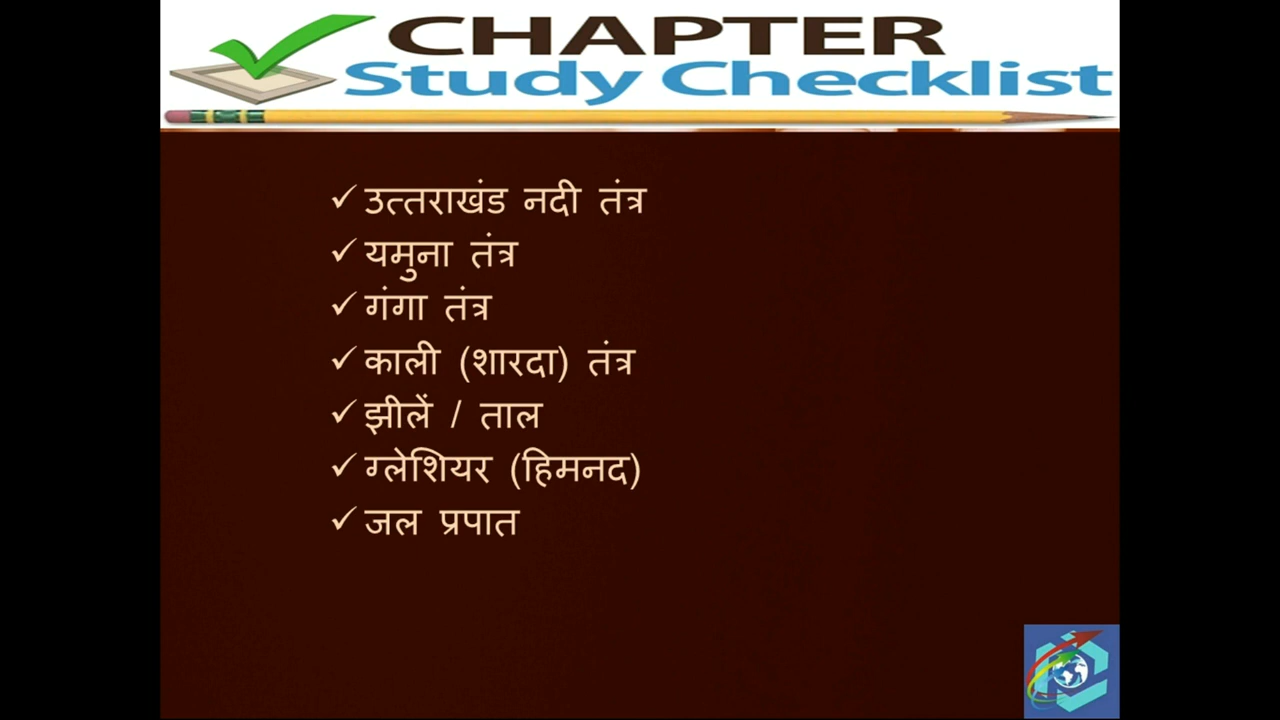 CHAPTER
Study Checklist
✓ उत्तराखंड नदी तंत्र
✓ यमुना तंत्र
✓ गंगा तंत्र
✓ काली (शारदा) तंत्र
✓ झीलें / ताल
✓ ग्लेशियर (हिमनद)
✓ जल प्रपात